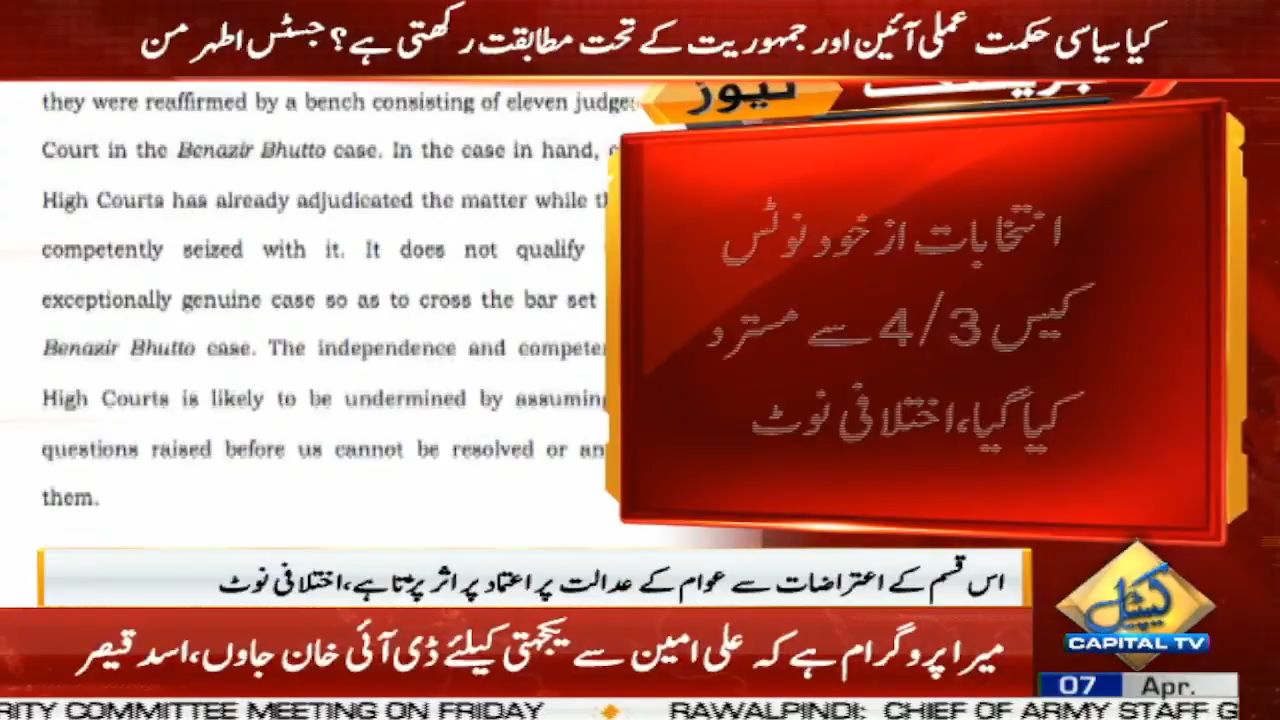 کیا سیاسی حکمت عملی آئین اور جمہوریت کے تحت مطابقت رکھتی ہے؟ جسٹس اطہر من
they were reaffirmed by a bench consisting of eleven judges
Court in the Benazir Bhutto case. In the case in hand,
High Courts has already adjudicated the matter while
competently seized with it. It does not qualify
exceptionally genuine case so as to cross the bar set
Benazir Bhutto case. The independence and
High Courts is likely to be undermined by
questions raised before us cannot be resolved or
them.
نیوز
انتخابات از خود نوٹس
کیس 4/3 سے مسترد
کیا گیا، اختلافی نوٹ
اس قسم کے اعتراضات سے عوام کے عدالت پر اعتماد پر اثر پڑتا ہے، اختلافی نوٹ
میرا پروگرام ہے کہ علی امین سے یکجہتی کیلئے ڈی آئی خان جاوں، اسد قیصر
کیپٹل
CAPITAL TV
07 Apr.
RITY COMMITTEE MEETING ON FRIDAY RAWALPINDI: CHIEF OF ARMY STAFF G